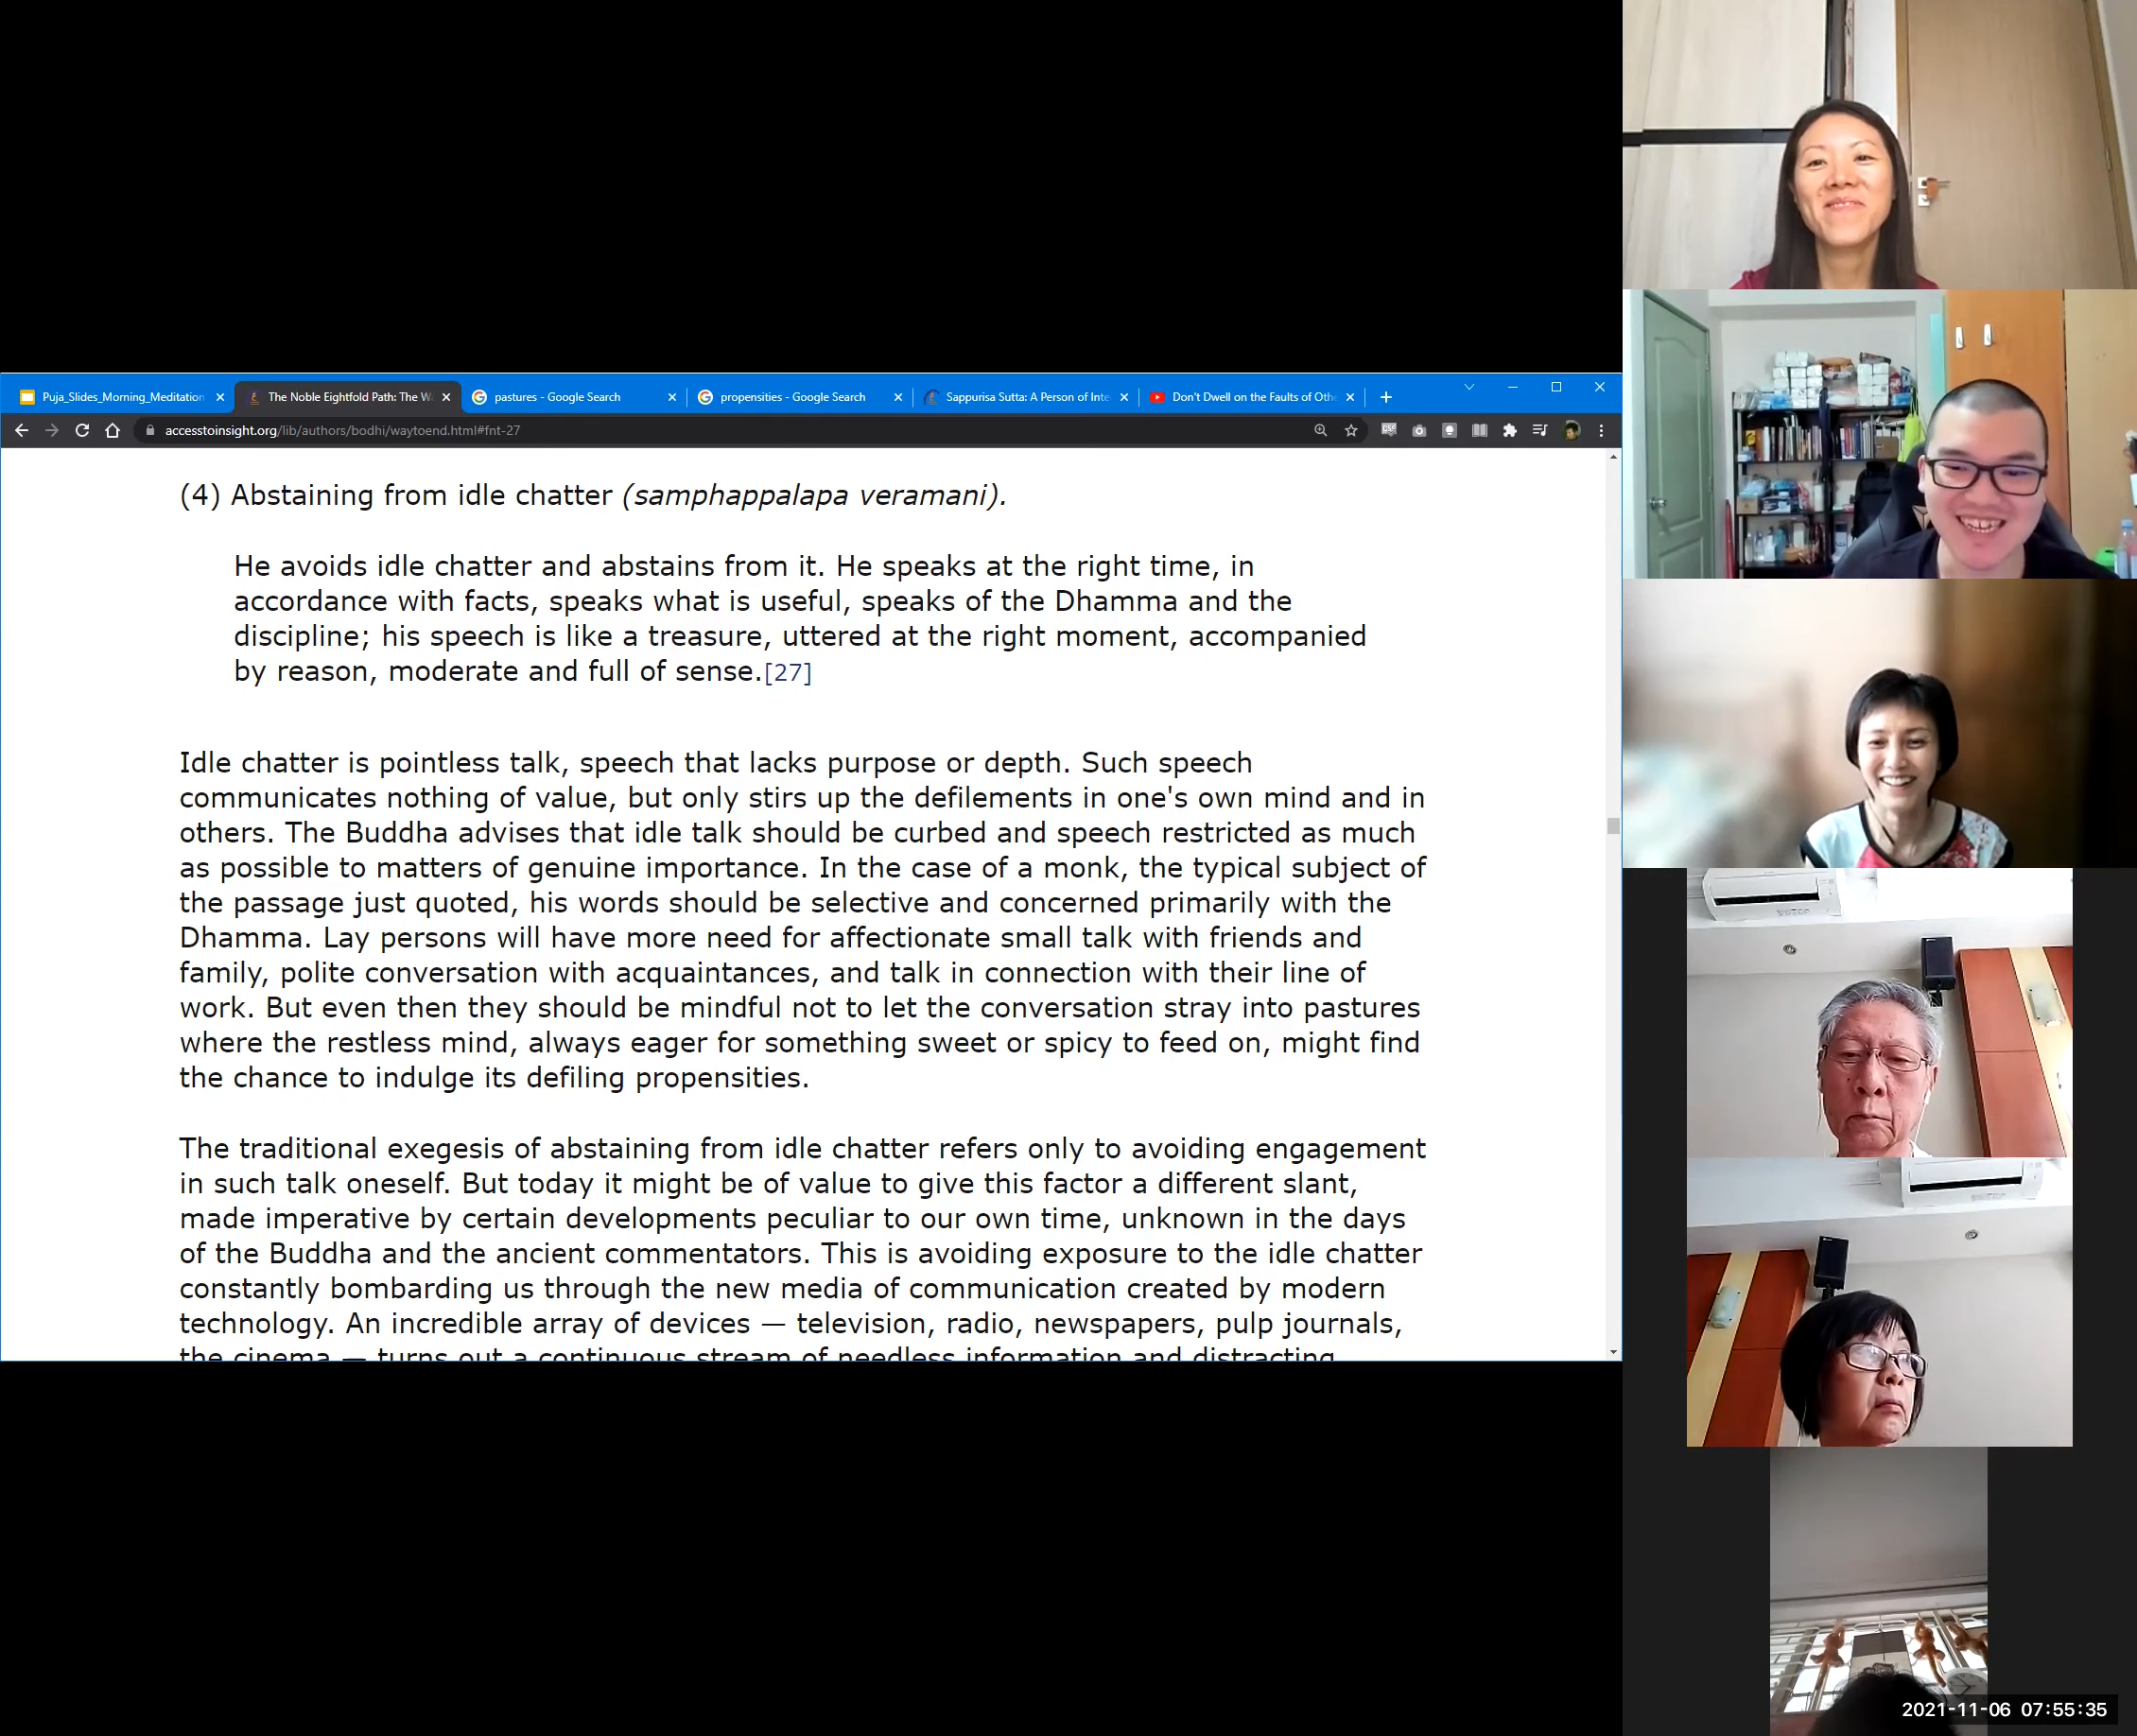 Puja_Slides_Morning_Meditation
The Noble Eightfold Path: The W
pastures - Google Search
propensities - Google Search
Sappurisa Sutta: A Person of Inte
Don't Dwell on the Faults of Othe
accesstoinsight.org/lib/authors/bodhi/waytoend.html#fnt-27
(4) Abstaining from idle chatter (samphappalapa veramani).
He avoids idle chatter and abstains from it. He speaks at the right time, in
accordance with facts, speaks what is useful, speaks of the Dhamma and the
discipline; his speech is like a treasure, uttered at the right moment, accompanied
by reason, moderate and full of sense.[27]
Idle chatter is pointless talk, speech that lacks purpose or depth. Such speech
communicates nothing of value, but only stirs up the defilements in one's own mind and in
others. The Buddha advises that idle talk should be curbed and speech restricted as much
as possible to matters of genuine importance. In the case of a monk, the typical subject of
the passage just quoted, his words should be selective and concerned primarily with the
Dhamma. Lay persons will have more need for affectionate small talk with friends and
family, polite conversation with acquaintances, and talk in connection with their line of
work. But even then they should be mindful not to let the conversation stray into pastures
where the restless mind, always eager for something sweet or spicy to feed on, might find
the chance to indulge its defiling propensities.
The traditional exegesis of abstaining from idle chatter refers only to avoiding engagement
in such talk oneself. But today it might be of value to give this factor a different slant,
made imperative by certain developments peculiar to our own time, unknown in the days
of the Buddha and the ancient commentators. This is avoiding exposure to the idle chatter
constantly bombarding us through the new media of communication created by modern
technology. An incredible array of devices — television, radio, newspapers, pulp journals,
the cinema — turns out a continuous stream of needless information and distracting
2021-11-06 07:55:35